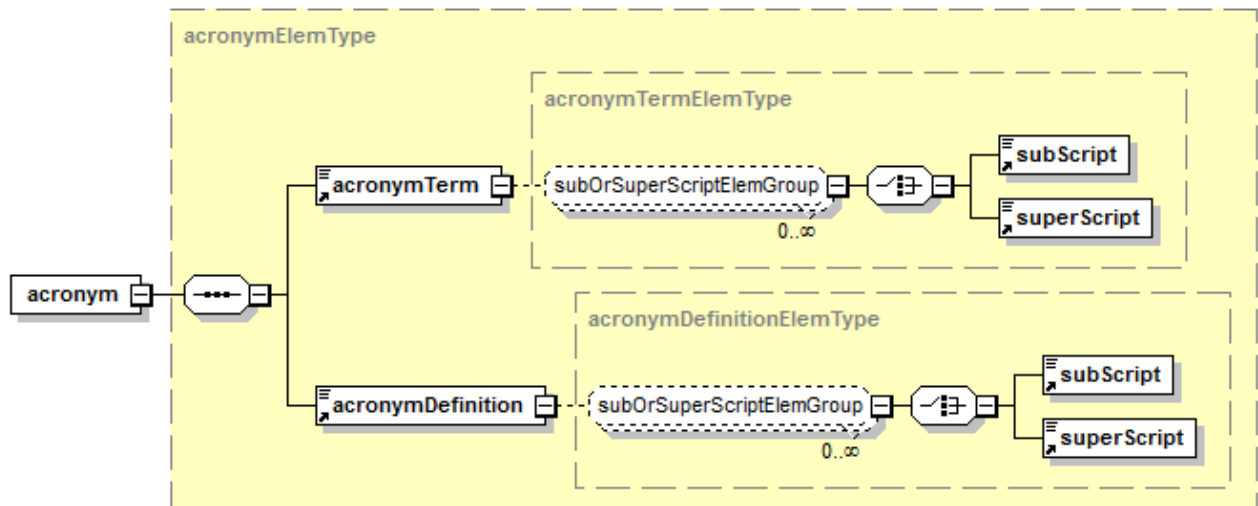 acronymElemType
acronymTermElemType
acronymTerm
subOrSuperScriptElemGroup
0..∞
subScript
superScript
acronym
acronymDefinitionElemType
acronymDefinition
subOrSuperScriptElemGroup
0..∞
subScript
superScript